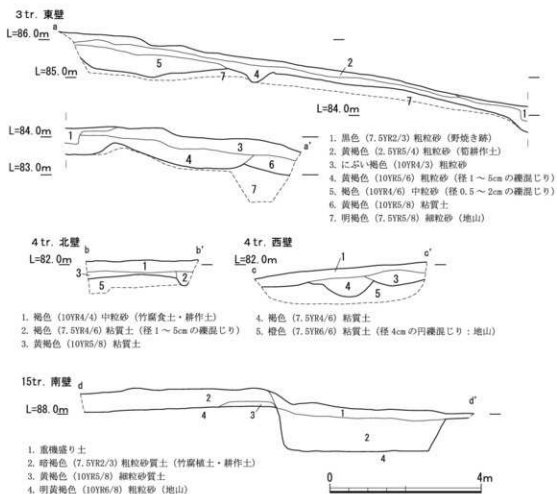 3tr. 東壁
a
L=86.0m
5
2
L=85.0m
7
4
7
L=84.0m
1
L=84.0m
1
3
a'
4
6
L=83.0m
7
1. 黒色（7.5YR2/3）粗粒砂（野焼き跡）
2. 黄褐色（2.5YR5/4）粗粒砂（筍耕作土）
3. にぶい褐色（10YR4/3）粗粒砂
4. 黄褐色（10YR5/6）粗粒砂（径1～5cmの礫混じり）
5. 褐色（10YR4/6）中粒砂（径0.5～2cmの礫混じり）
6. 黄褐色（10YR5/8）粘質土
7. 明褐色（7.5YR5/8）細粒砂（地山）
4tr. 北壁
b
b'
L=82.0m
1
3
2
5
4tr. 西壁
c'
L=82.0m
1
c
3
4
5
1. 褐色（10YR4/4）中粒砂（竹腐食土・耕作土）
2. 褐色（7.5YR4/6）粘質土（径1～5cmの礫混じり）
3. 黄褐色（10YR5/8）粘質土
4. 褐色（7.5YR4/6）粘質土
5. 橙色（7.5YR6/6）粘質土（径4cmの円礫混じり：地山）
15tr. 南壁
d
2
d'
L=88.0m
4
3
1
2
4
1. 重機盛り土
2. 暗褐色（7.5YR2/3）粗粒砂質土（竹腐植土・耕作土）
3. 黄褐色（10YR5/8）細粒砂質土
4. 明黄褐色（10YR6/8）粗粒砂（地山）
0
4m